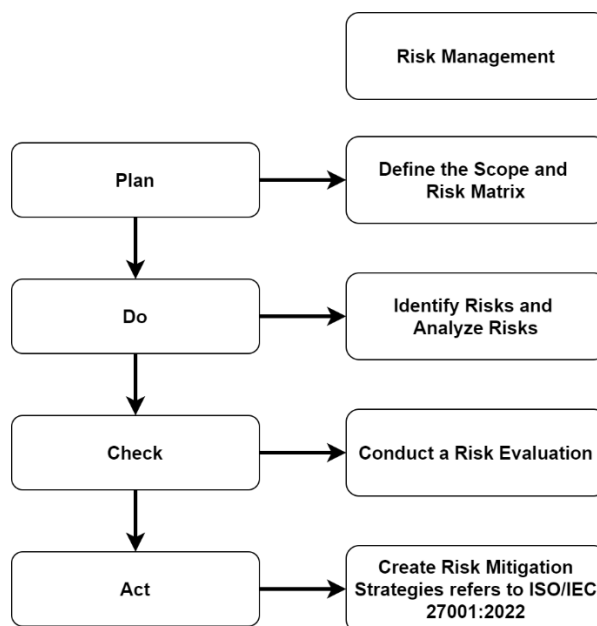 Risk Management
Plan
Define the Scope and
Risk Matrix
Do
Identify Risks and
Analyze Risks
Check
Conduct a Risk Evaluation
Act
Create Risk Mitigation
Strategies refers to ISO/IEC
27001:2022